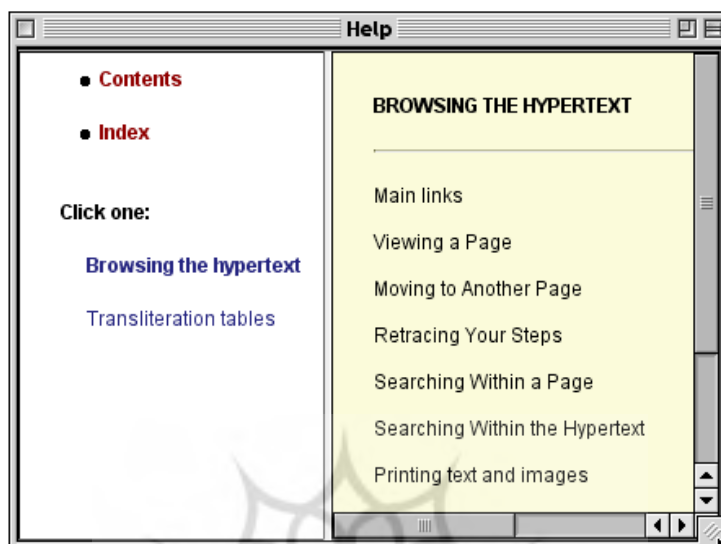 Help
Contents
Index
Click one:
Browsing the hypertext
Transliteration tables
BROWSING THE HYPERTEXT
Main links
Viewing a Page
Moving to Another Page
Retracing Your Steps
Searching Within a Page
Searching Within the Hypertext
Printing text and images